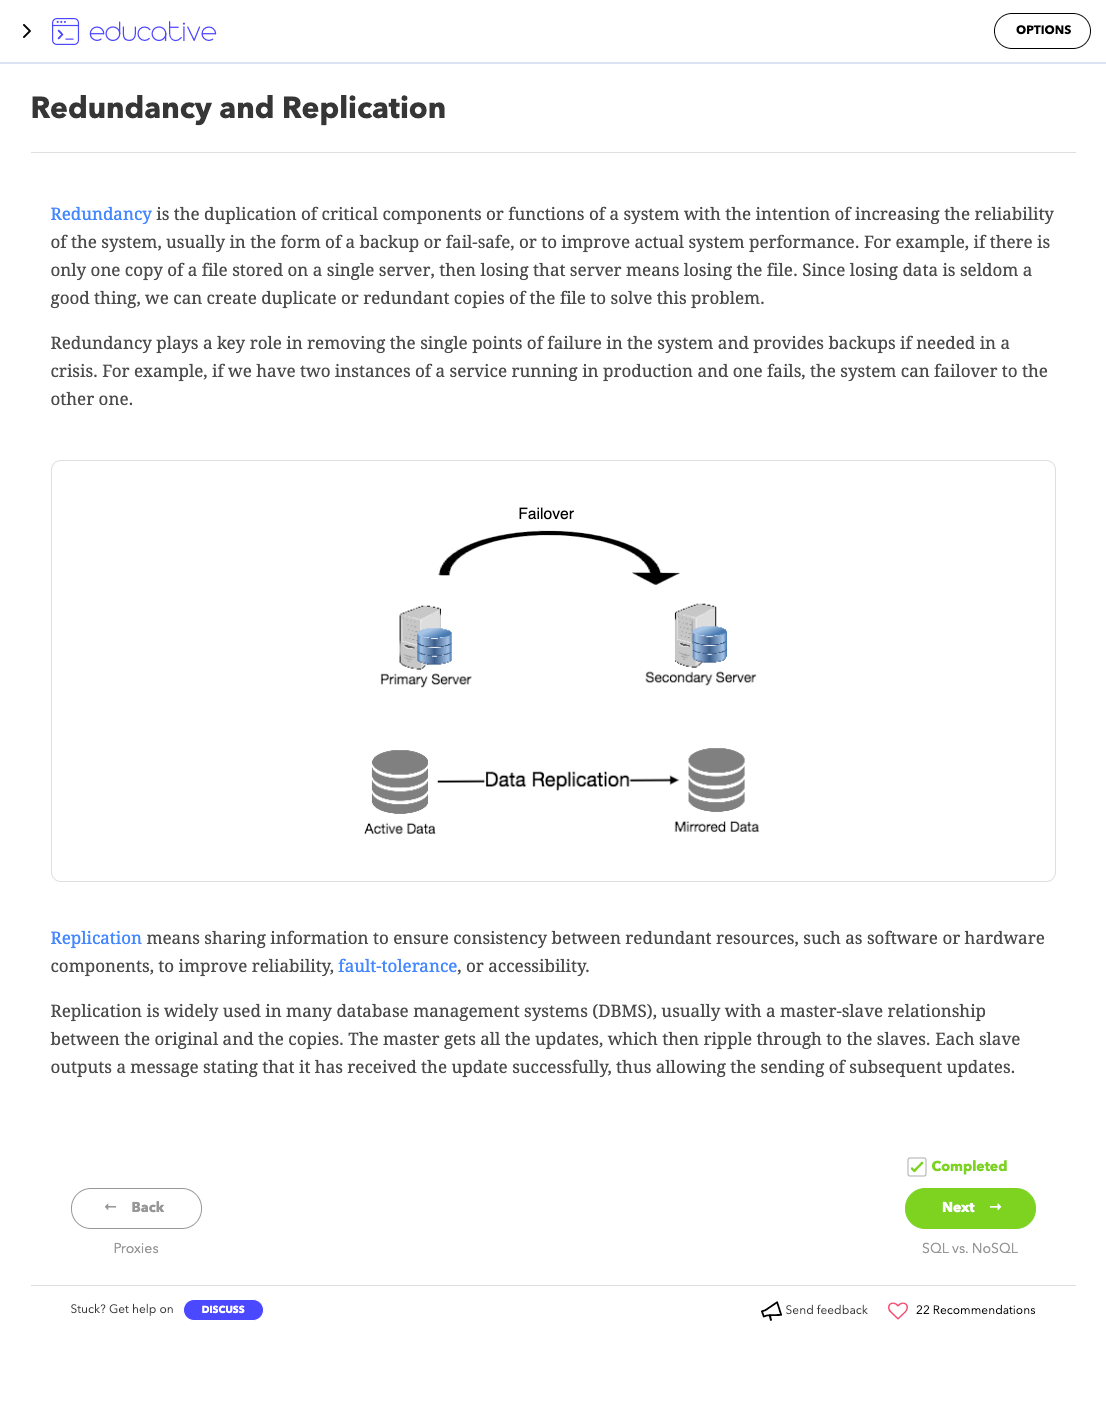 educative
OPTIONS
Redundancy and Replication
Redundancy is the duplication of critical components or functions of a system with the intention of increasing the reliability
of the system, usually in the form of a backup or fail-safe, or to improve actual system performance. For example, if there is
only one copy of a file stored on a single server, then losing that server means losing the file. Since losing data is seldom a
good thing, we can create duplicate or redundant copies of the file to solve this problem.
Redundancy plays a key role in removing the single points of failure in the system and provides backups if needed in a
crisis. For example, if we have two instances of a service running in production and one fails, the system can failover to the
other one.
Failover
Primary Server
Secondary Server
Data Replication
Active Data
Mirrored Data
Replication means sharing information to ensure consistency between redundant resources, such as software or hardware
components, to improve reliability, fault-tolerance, or accessibility.
Replication is widely used in many database management systems (DBMS), usually with a master-slave relationship
between the original and the copies. The master gets all the updates, which then ripple through to the slaves. Each slave
outputs a message stating that it has received the update successfully, thus allowing the sending of subsequent updates.
Completed
← Back
Next →
Proxies
SQL vs. NoSQL
Stuck? Get help on DISCUSS
Send feedback
22 Recommendations